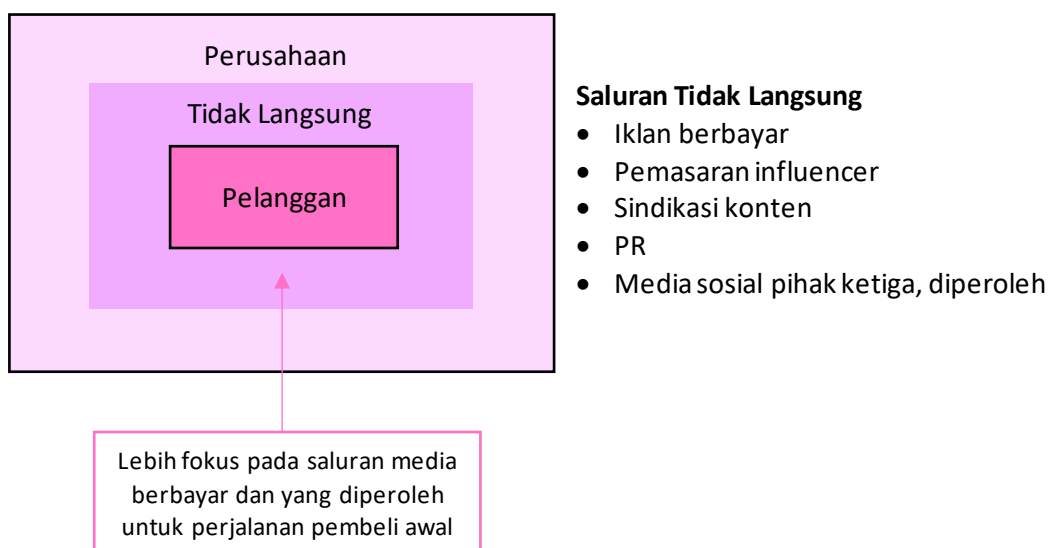 Perusahaan
Tidak Langsung
Pelanggan
Saluran Tidak Langsung
• Iklan berbayar
• Pemasaran influencer
• Sindikasi konten
• PR
• Media sosial pihak ketiga, diperoleh
Lebih fokus pada saluran media
berbayar dan yang diperoleh
untuk perjalanan pembeli awal